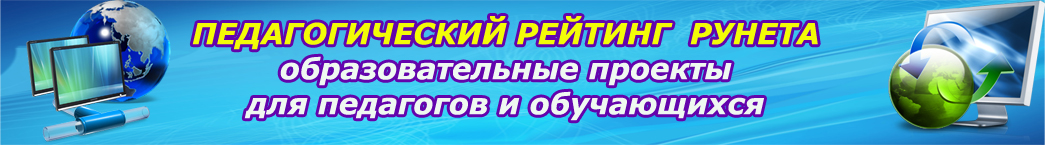 ПЕДАГОГИЧЕСКИЙ РЕЙТИНГ РУНЕТА
образовательные проекты
для педагогов и обучающихся